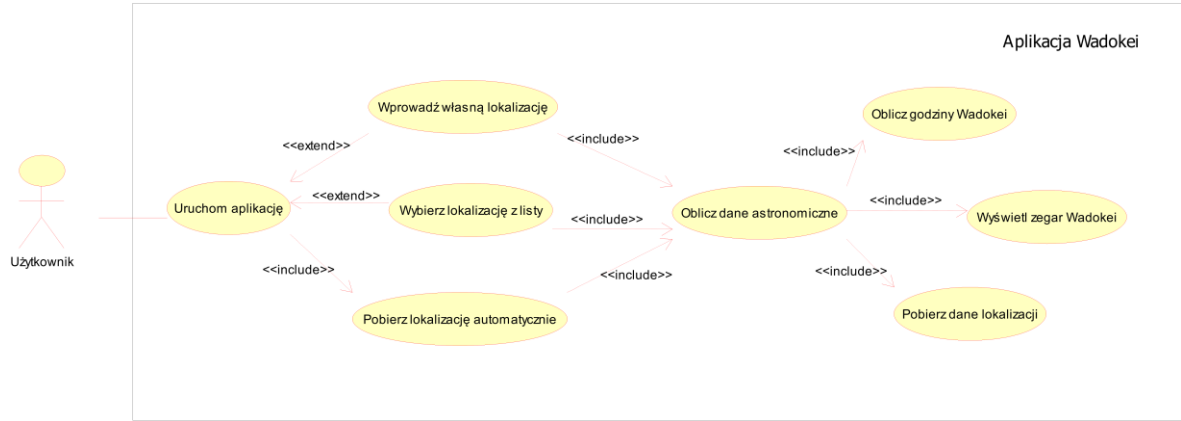 Aplikacja Wadokei
Wprowadź własną lokalizację
Oblicz godziny Wadokei
<<extend>>
<<include>>
<<include>>
Uruchom aplikację
<<extend>>
Wybierz lokalizację z listy
<<include>>
Oblicz dane astronomiczne
<<include>>
Wyświetl zegar Wadokei
Użytkownik
<<include>>
<<include>>
<<include>>
Pobierz lokalizację automatycznie
Pobierz dane lokalizacji